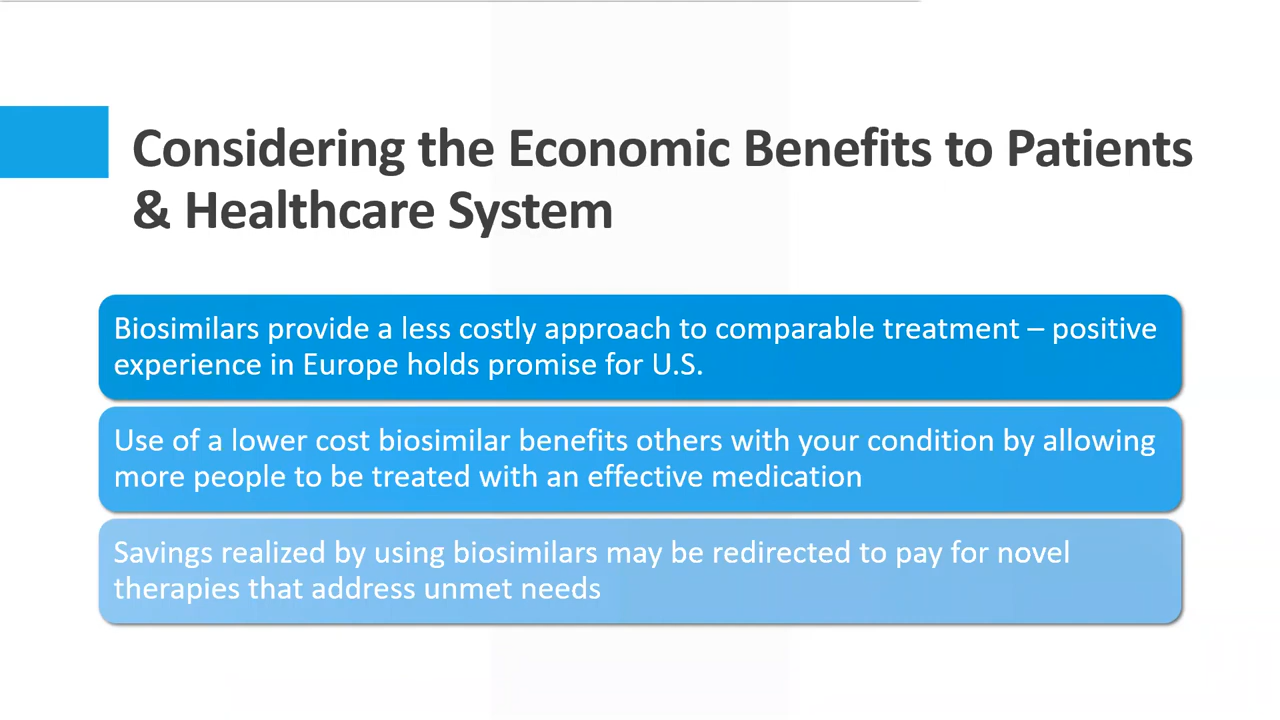 Considering the Economic Benefits to Patients
& Healthcare System
Biosimilars provide a less costly approach to comparable treatment – positive
experience in Europe holds promise for U.S.
Use of a lower cost biosimilar benefits others with your condition by allowing
more people to be treated with an effective medication
Savings realized by using biosimilars may be redirected to pay for novel
therapies that address unmet needs